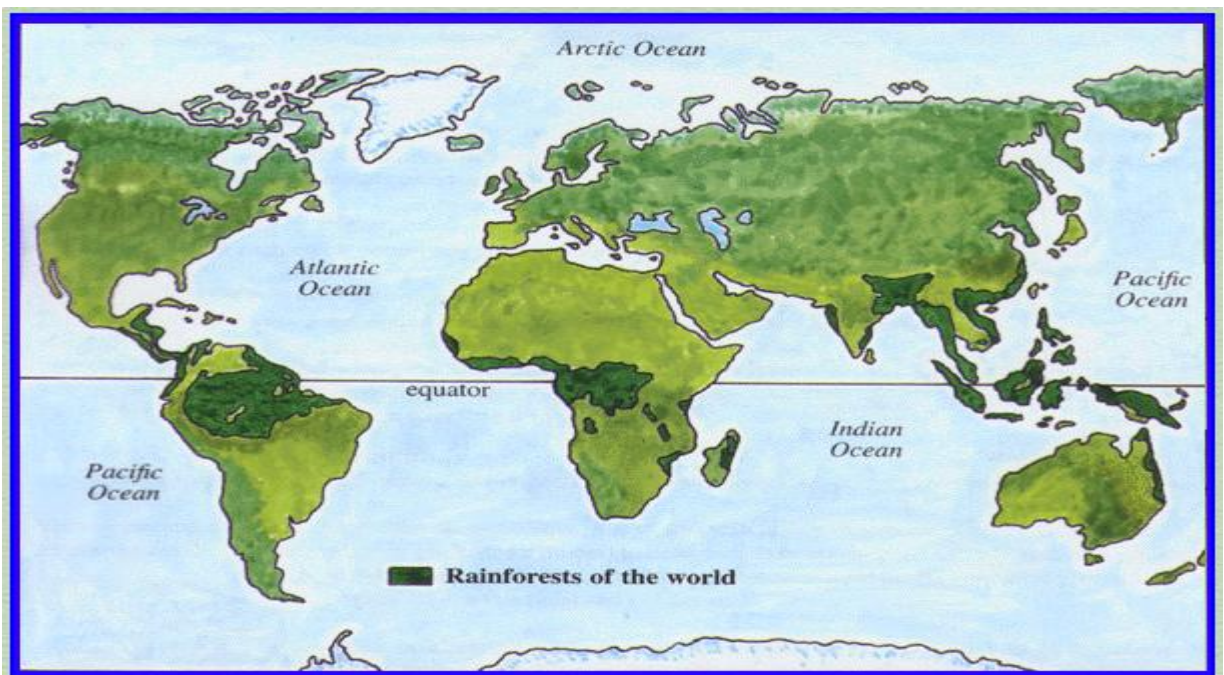 Arctic Ocean
Atlantic
Ocean
Pacific
Ocean
equator
Indian
Ocean
Pacific
Ocean
Rainforests of the world